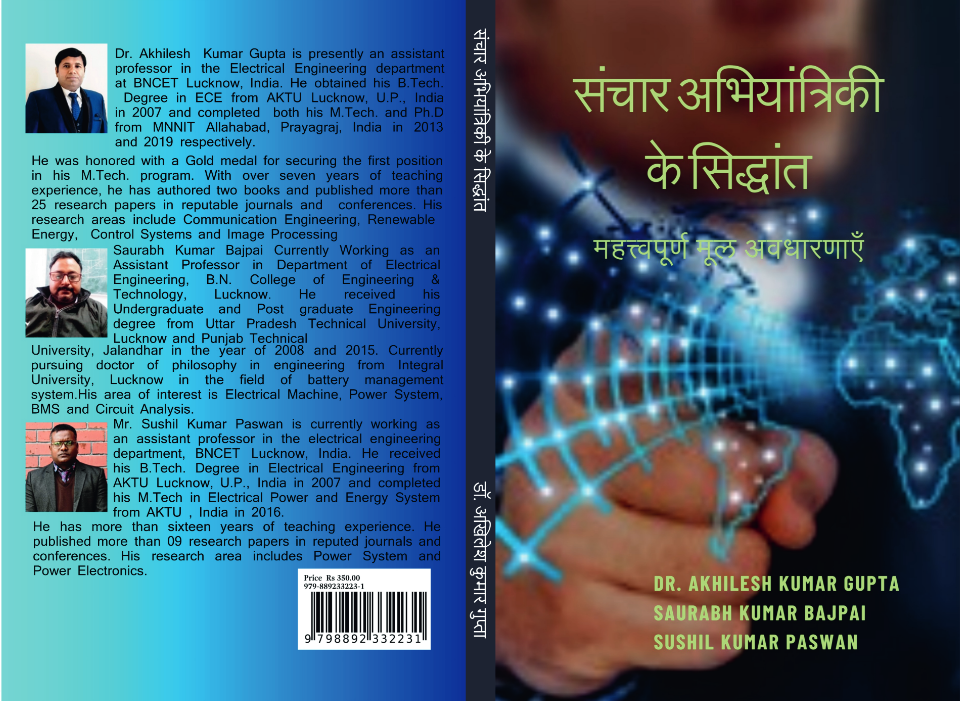 Dr. Akhilesh Kumar Gupta is presently an assistant
professor in the Electrical Engineering department
at BNCET Lucknow, India. He obtained his B.Tech.
Degree in ECE from AKTU Lucknow, U.P., India
in 2007 and completed both his M.Tech. and Ph.D
from MNNIT Allahabad, Prayagraj, India in 2013
and 2019 respectively.
He was honored with a Gold medal for securing the first position
in his M.Tech. program. With over seven years of teaching
experience, he has authored two books and published more than
25 research papers in reputable journals and conferences. His
research areas include Communication Engineering, Renewable
Energy, Control Systems and Image Processing
Saurabh Kumar Bajpai Currently Working as an
Assistant Professor in Department of Electrical
Engineering, B.N. College of Engineering &
Technology, Lucknow. He received his
Undergraduate and Post graduate Engineering
degree from Uttar Pradesh Technical University,
Lucknow and Punjab Technical
University, Jalandhar in the year of 2008 and 2015. Currently
pursuing doctor of philosophy in engineering from Integral
University, Lucknow in the field of battery management
system.His area of interest is Electrical Machine, Power System,
BMS and Circuit Analysis.
Mr. Sushil Kumar Paswan is currently working as
an assistant professor in the electrical engineering
department, BNCET Lucknow, India. He received
his B.Tech. Degree in Electrical Engineering from
AKTU Lucknow, U.P., India in 2007 and completed
his M.Tech in Electrical Power and Energy System
from AKTU , India in 2016.
He has more than sixteen years of teaching experience. He
published more than 09 research papers in reputed journals and
conferences. His research area includes Power System and
Power Electronics.
Price Rs 350.00
979-889233223-1
9 798892 332231
संचार अभियांत्रिकी के सिद्धांत
डॉ. अखिलेश कुमार गुप्ता
संचार अभियांत्रिकी
के सिद्धांत
महत्त्वपूर्ण मूल अवधारणाएँ
DR. AKHILESH KUMAR GUPTA
SAURABH KUMAR BAJPAI
SUSHIL KUMAR PASWAN